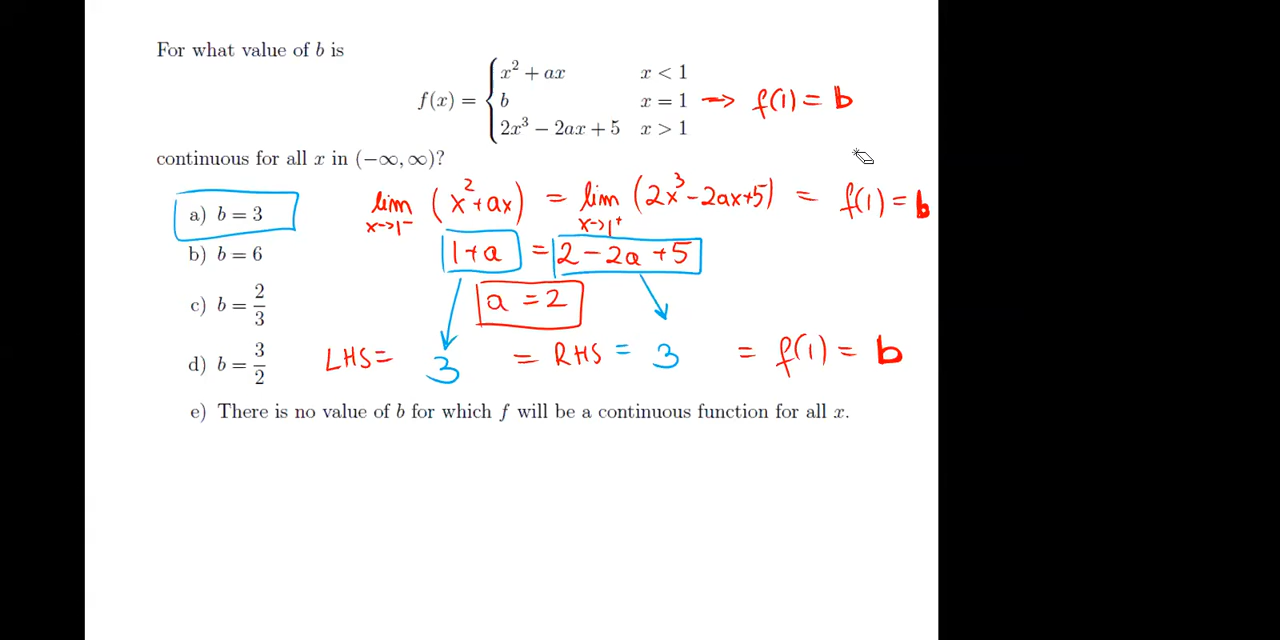 For what value of b is
f(x) = { x² + ax x < 1
b x = 1 → f(1) = b
2x³ − 2ax + 5 x > 1
continuous for all x in (−∞, ∞)?
a) b = 3
lim x→1⁻ (x² + ax) = lim x→1⁺ (2x³ − 2ax + 5) = f(1) = b
1 + a = 2 − 2a + 5
b) b = 6
a = 2
c) b = 2/3
LHS = 3 = RHS = 3 = f(1) = b
d) b = 3/2
e) There is no value of b for which f will be a continuous function for all x.